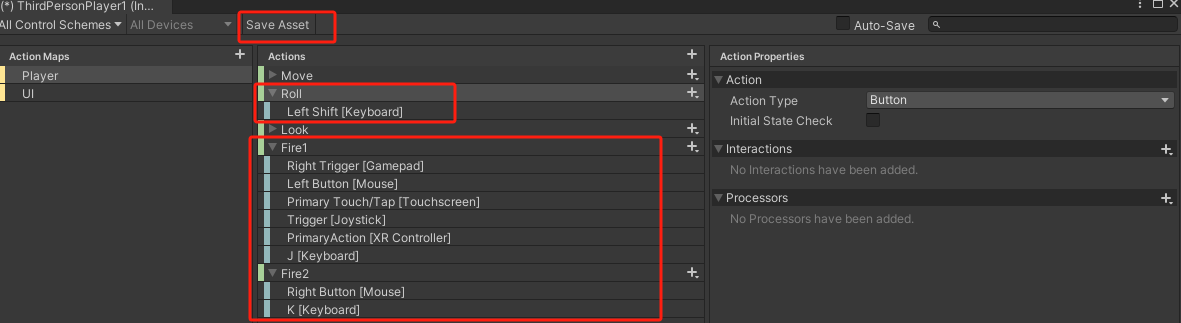 (*) ThirdPersonPlayer1 (In...
All Control Schemes All Devices Save Asset Auto-Save
Action Maps
Player
UI
Actions
Move
Roll
Left Shift [Keyboard]
Look
Fire1
Right Trigger [Gamepad]
Left Button [Mouse]
Primary Touch/Tap [Touchscreen]
Trigger [Joystick]
PrimaryAction [XR Controller]
J [Keyboard]
Fire2
Right Button [Mouse]
K [Keyboard]
Action Properties
Action
Action Type Button
Initial State Check
Interactions
No Interactions have been added.
Processors
No Processors have been added.